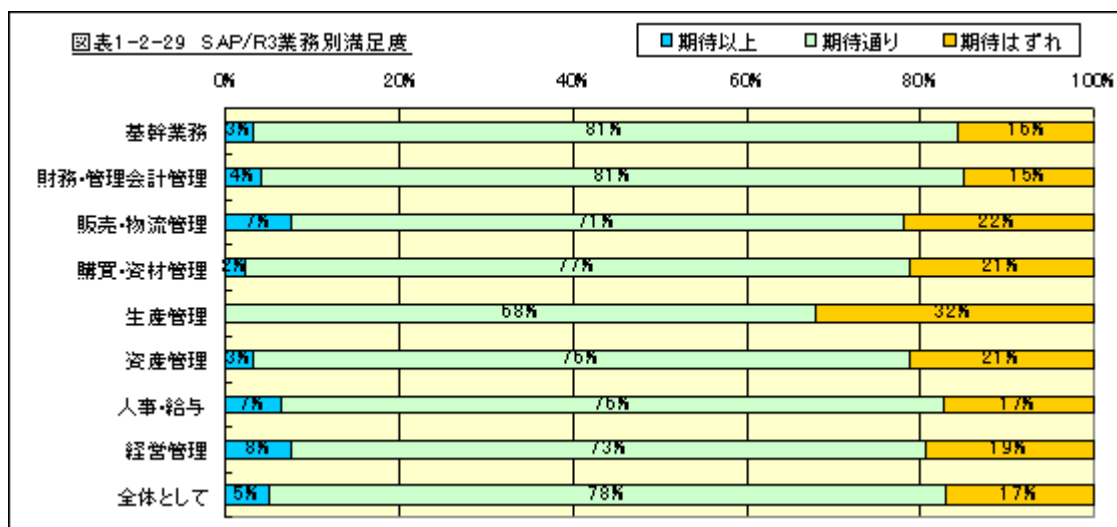 図表1-2-29 SAP/R3業務別満足度
期待以上 期待通り 期待はずれ
0% 20% 40% 60% 80% 100%
基幹業務 3% 81% 16%
財務・管理会計管理 4% 81% 15%
販売・物流管理 7% 71% 22%
購買・資材管理 2% 77% 21%
生産管理 68% 32%
資産管理 3% 76% 21%
人事・給与 7% 76% 17%
経営管理 8% 73% 19%
全体として 5% 78% 17%